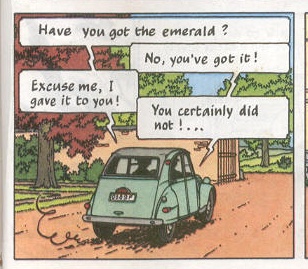 Have you got the emerald ?
No, you've got it !
Excuse me, I
gave it to you !
You certainly did
not !...